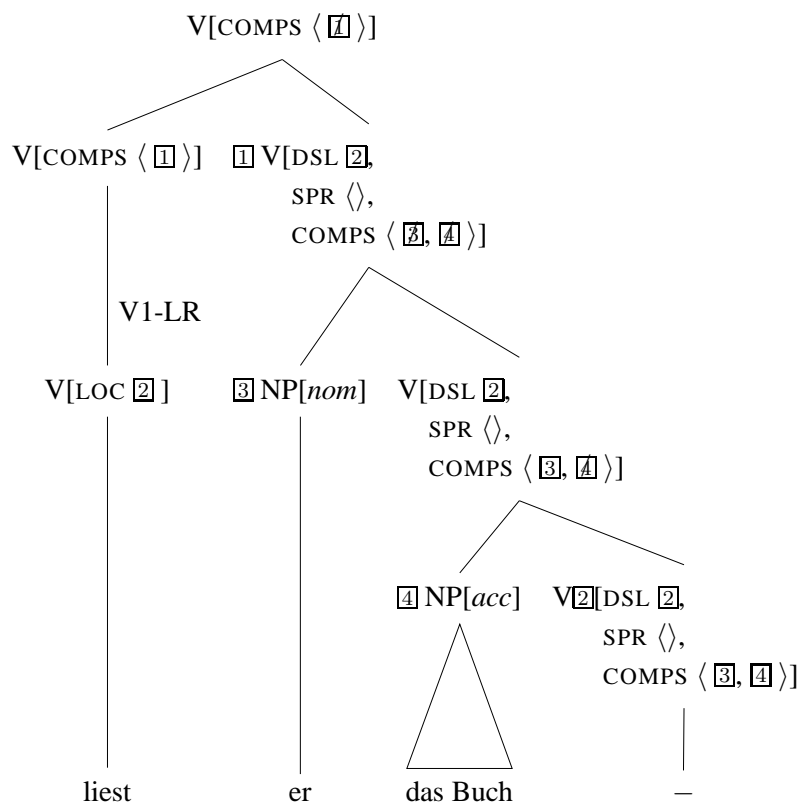 V[COMPS ⟨ 1̸ ⟩]
V[COMPS ⟨ 1 ⟩] 1 V[DSL 2,
SPR ⟨⟩,
COMPS ⟨ 3̸, 4̸ ⟩]
V1-LR
V[LOC 2 ] 3 NP[nom] V[DSL 2,
SPR ⟨⟩,
COMPS ⟨ 3, 4̸ ⟩]
4 NP[acc] V2[DSL 2,
SPR ⟨⟩,
COMPS ⟨ 3, 4 ⟩]
liest er das Buch –